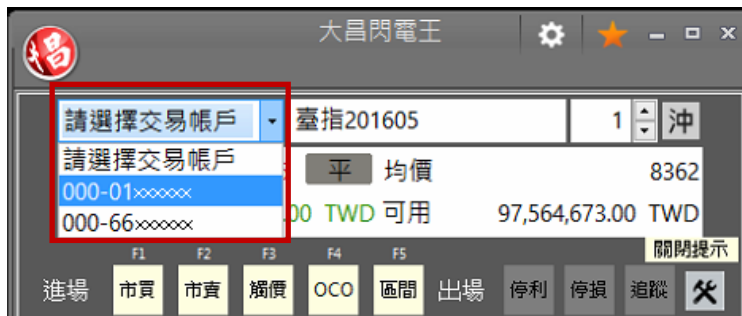 大昌閃電王
昌
請選擇交易帳戶 臺指201605 1 沖
請選擇交易帳戶 平 均價 8362
000-01xxxxxx
000-66xxxxxx 00 TWD 可用 97,564,673.00 TWD
關閉提示
F1 F2 F3 F4 F5
進場 市買 市賣 觸價 OCO 區間 出場 停利 停損 追蹤